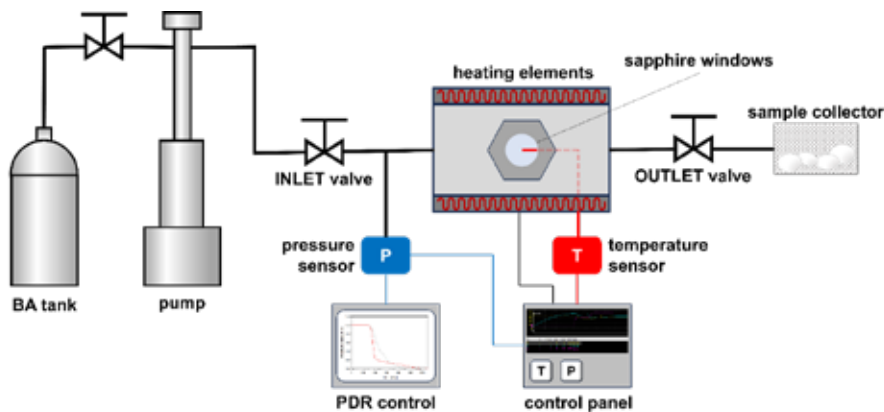 heating elements
sapphire windows
sample collector
INLET valve
OUTLET valve
pressure
sensor
P
T
temperature
sensor
BA tank
pump
T
P
PDR control
control panel